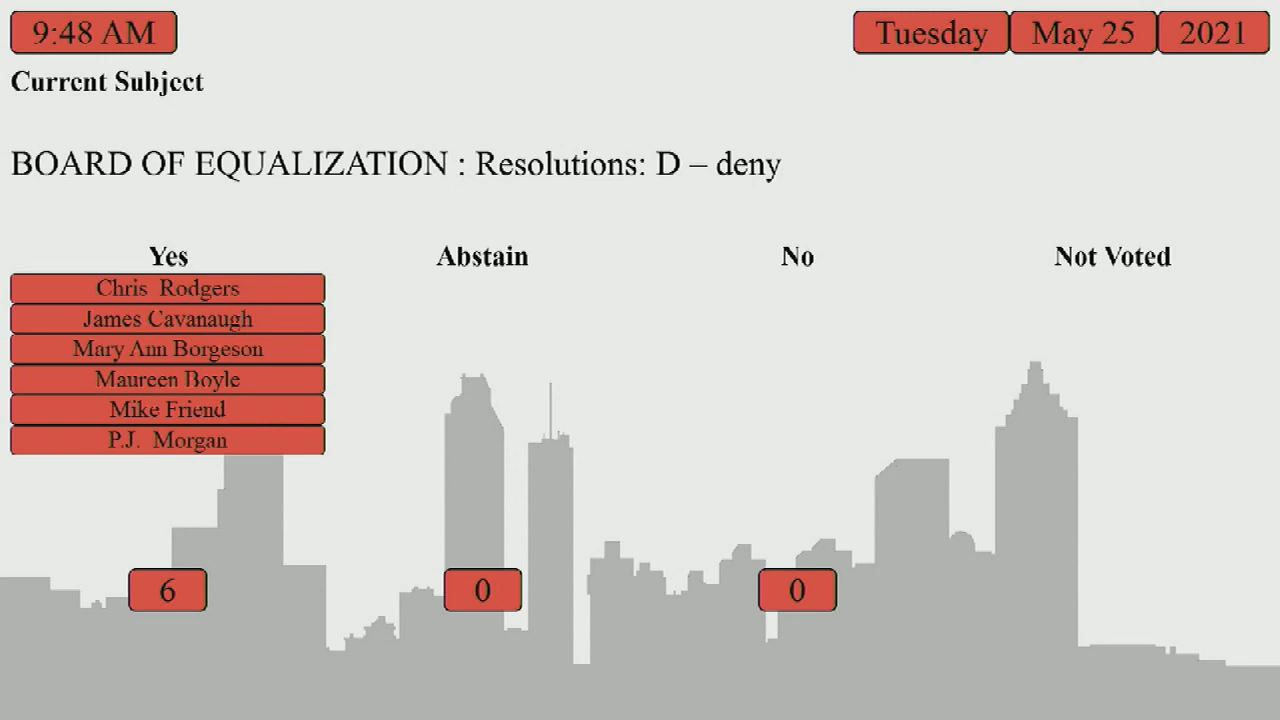 9:48 AM
Tuesday May 25 2021
Current Subject
BOARD OF EQUALIZATION : Resolutions: D – deny
Yes Abstain No Not Voted
Chris Rodgers
James Cavanaugh
Mary Ann Borgeson
Maureen Boyle
Mike Friend
P.J. Morgan
6 0 0